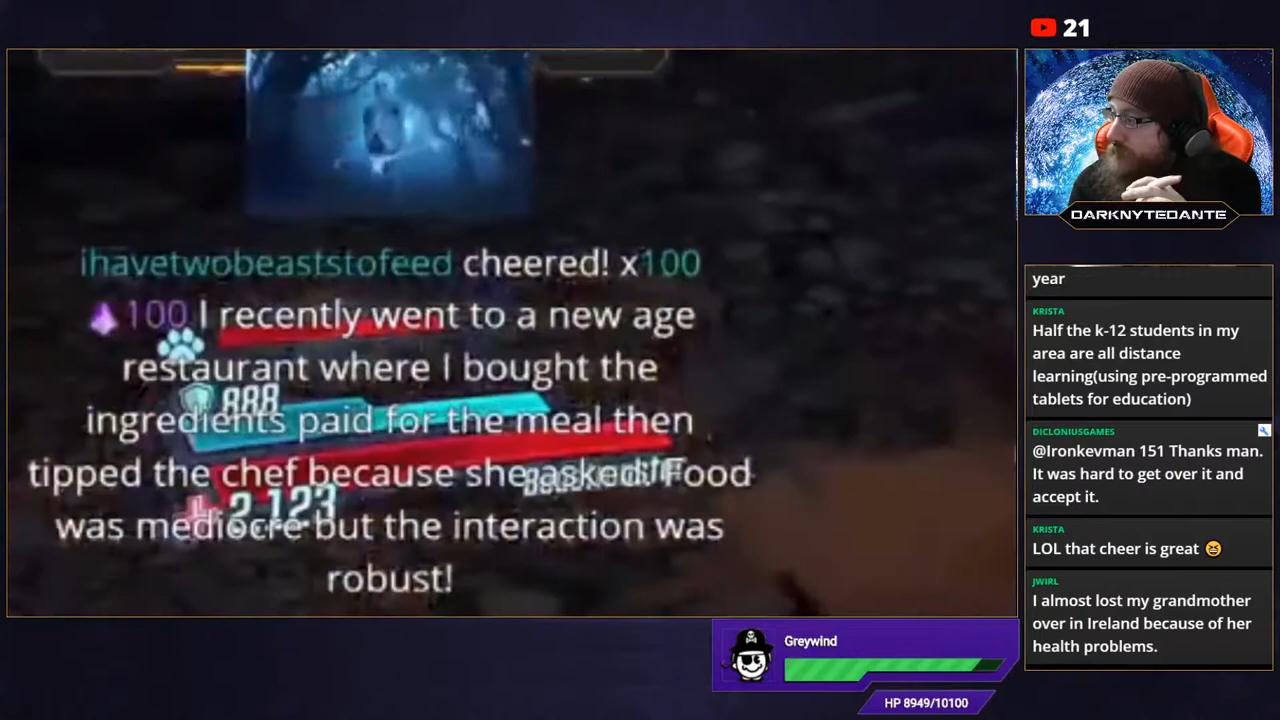 21
ihavetwobeaststofeed cheered! x100
100 I recently went to a new age
restaurant where I bought the
888
ingredients paid for the meal then
tipped the chef because she asked. Food
2,123
was mediocre but the interaction was
robust!
DARKNYTEDANTE
year
KRISTA
Half the k-12 students in my
area are all distance
learning(using pre-programmed
tablets for education)
DICLONIUSGAMES
@Ironkevman 151 Thanks man.
It was hard to get over it and
accept it.
KRISTA
LOL that cheer is great
JWIRL
I almost lost my grandmother
over in Ireland because of her
health problems.
Greywind
HP 8949/10100